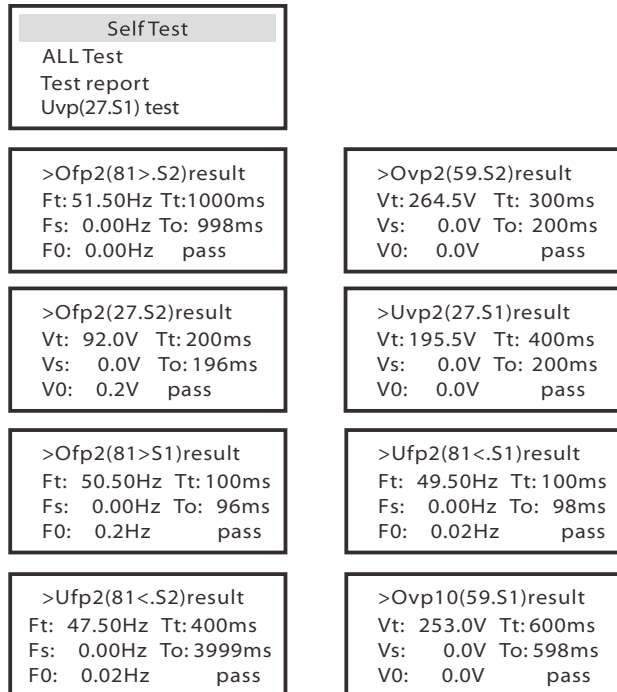 Self Test
ALL Test
Test report
Uvp(27.S1) test
>Ofp2(81>.S2)result
Ft: 51.50Hz Tt:1000ms
Fs: 0.00Hz To: 998ms
F0: 0.00Hz pass
>Ovp2(59.S2)result
Vt: 264.5V Tt: 300ms
Vs: 0.0V To: 200ms
V0: 0.0V pass
>Ofp2(27.S2)result
Vt: 92.0V Tt: 200ms
Vs: 0.0V To: 196ms
V0: 0.2V pass
>Uvp2(27.S1)result
Vt: 195.5V Tt: 400ms
Vs: 0.0V To: 200ms
V0: 0.0V pass
>Ofp2(81>S1)result
Ft: 50.50Hz Tt: 100ms
Fs: 0.00Hz To: 96ms
F0: 0.2Hz pass
>Ufp2(81<.S1)result
Ft: 49.50Hz Tt: 100ms
Fs: 0.00Hz To: 98ms
F0: 0.02Hz pass
>Ufp2(81<.S2)result
Ft: 47.50Hz Tt: 400ms
Fs: 0.00Hz To: 3999ms
F0: 0.02Hz pass
>Ovp10(59.S1)result
Vt: 253.0V Tt: 600ms
Vs: 0.0V To: 598ms
V0: 0.0V pass